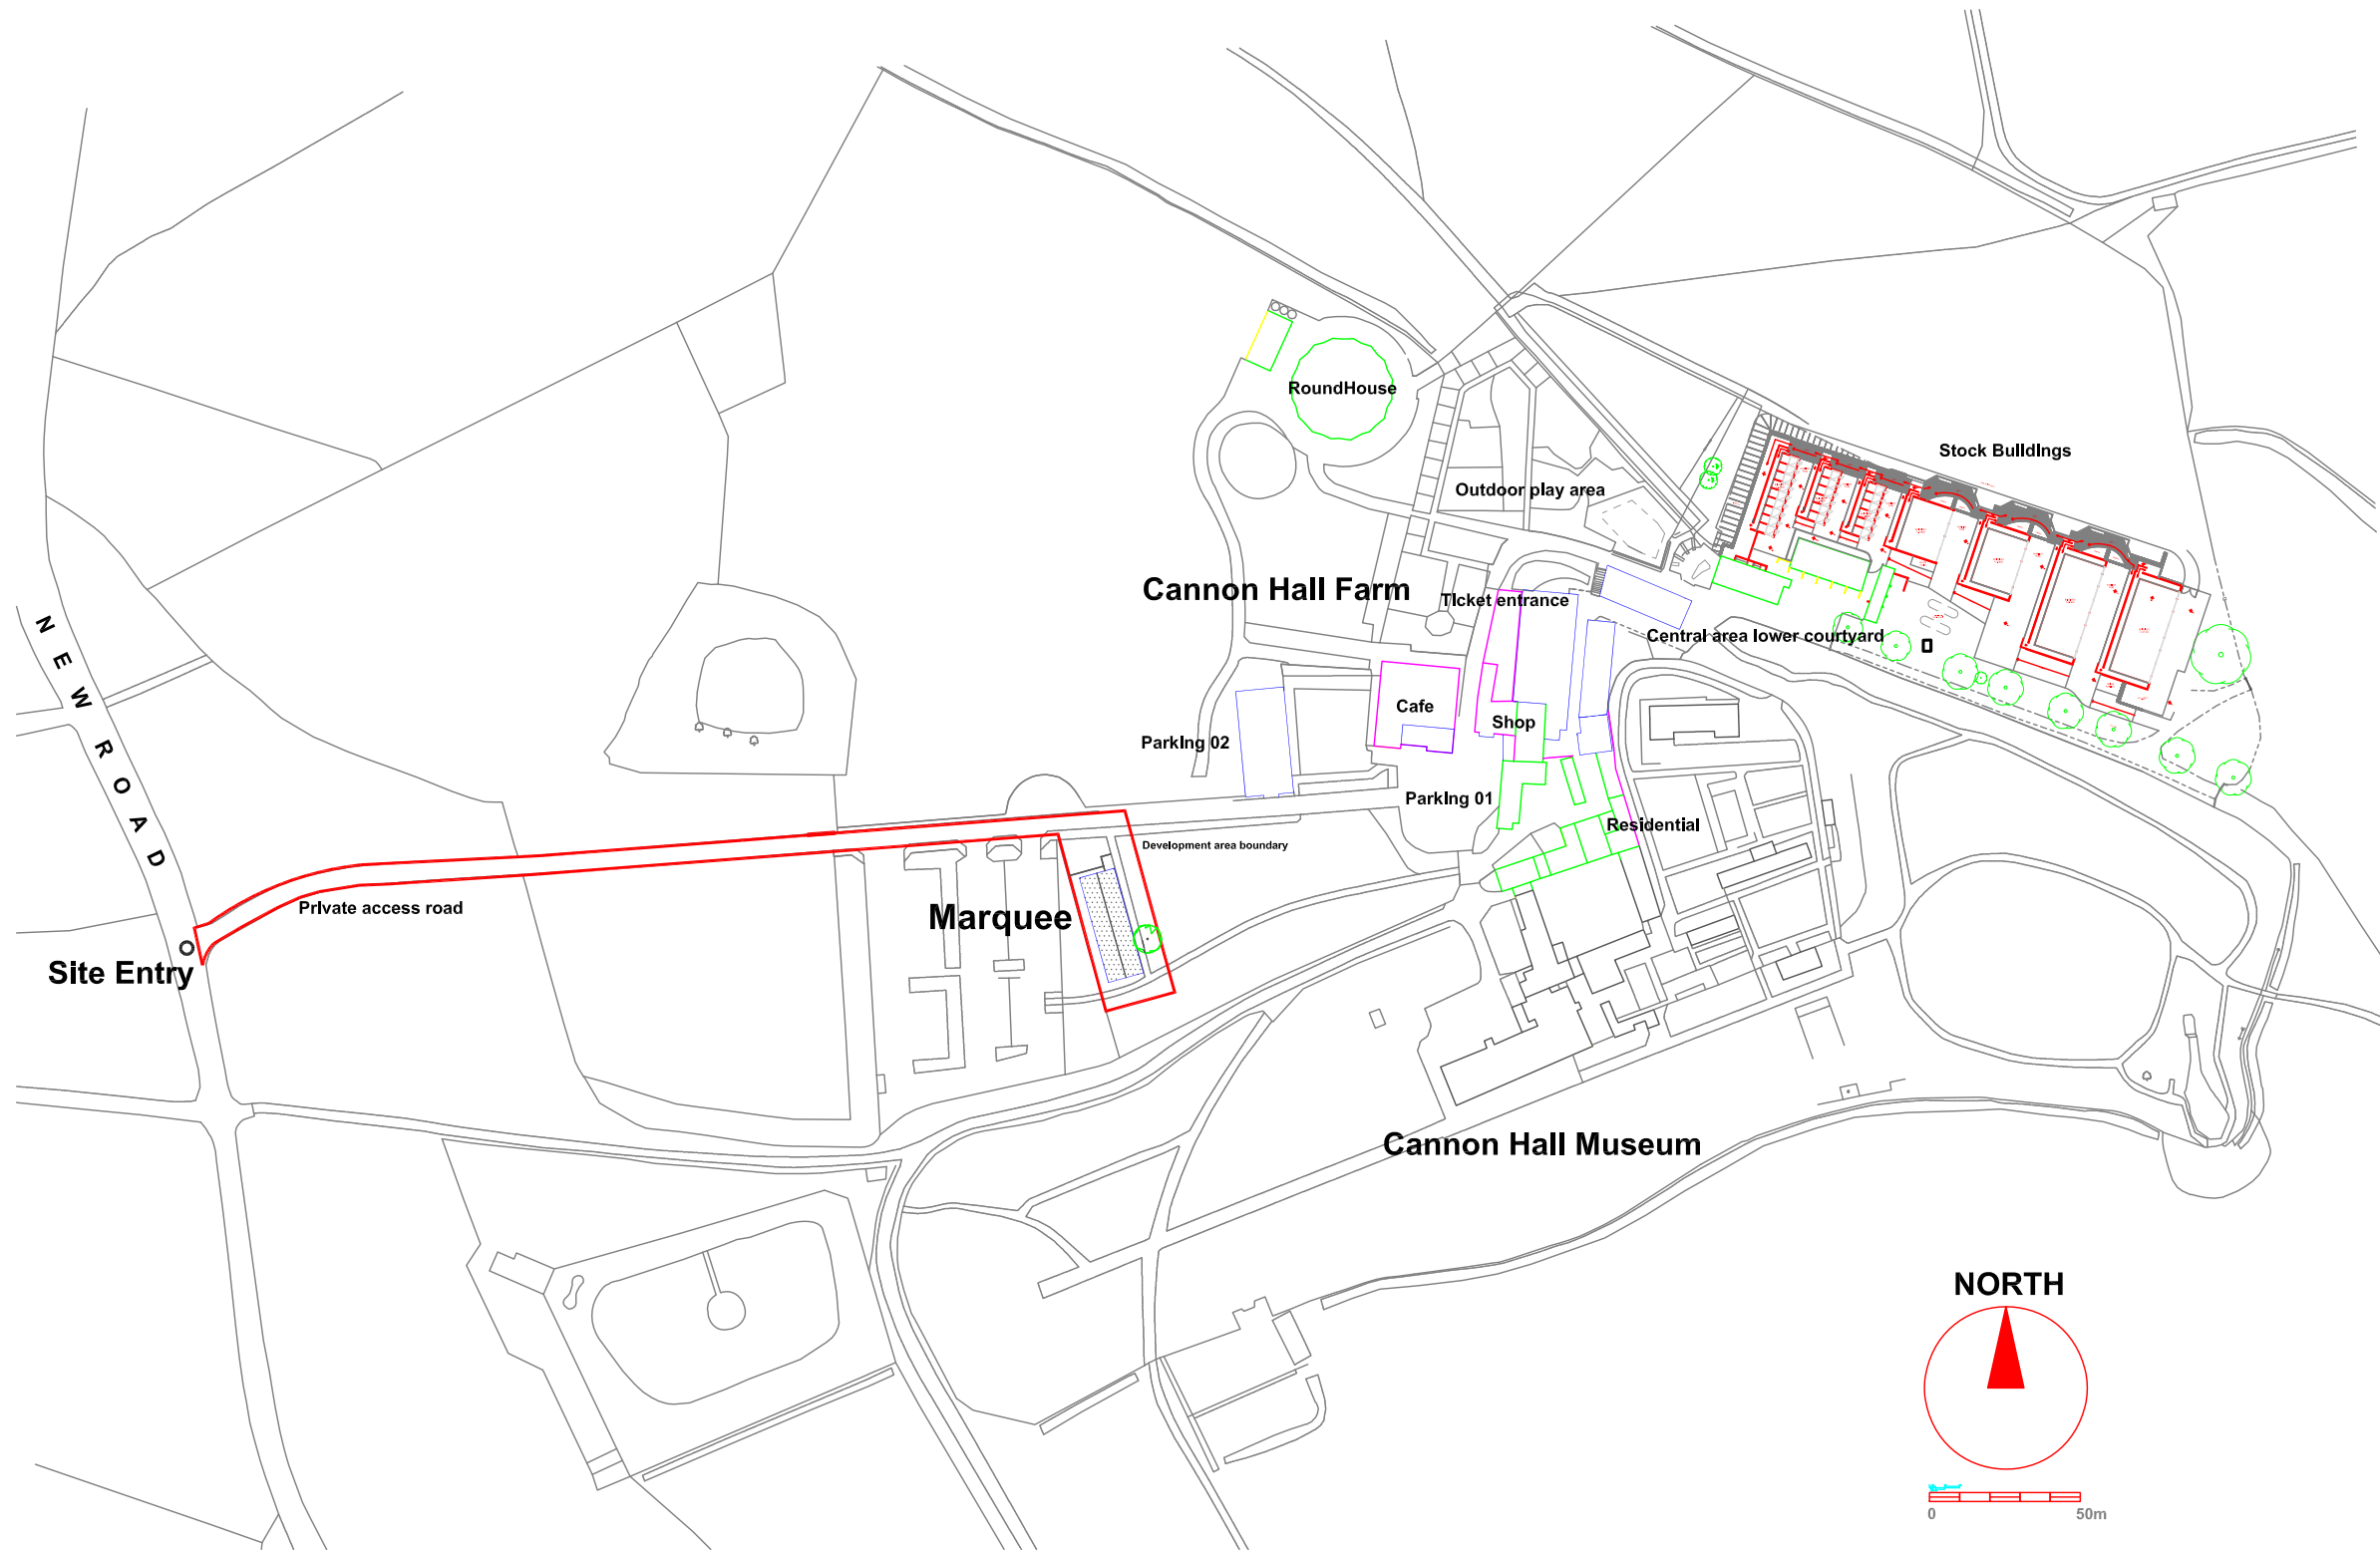 RoundHouse
Stock Buildings
Outdoor play area
Cannon Hall Farm
Ticket entrance
Central area lower courtyard
NEW ROAD
Cafe
Shop
Parking 02
Parking 01
Residential
Development area boundary
Private access road
Marquee
Site Entry
Cannon Hall Museum
NORTH
0
50m